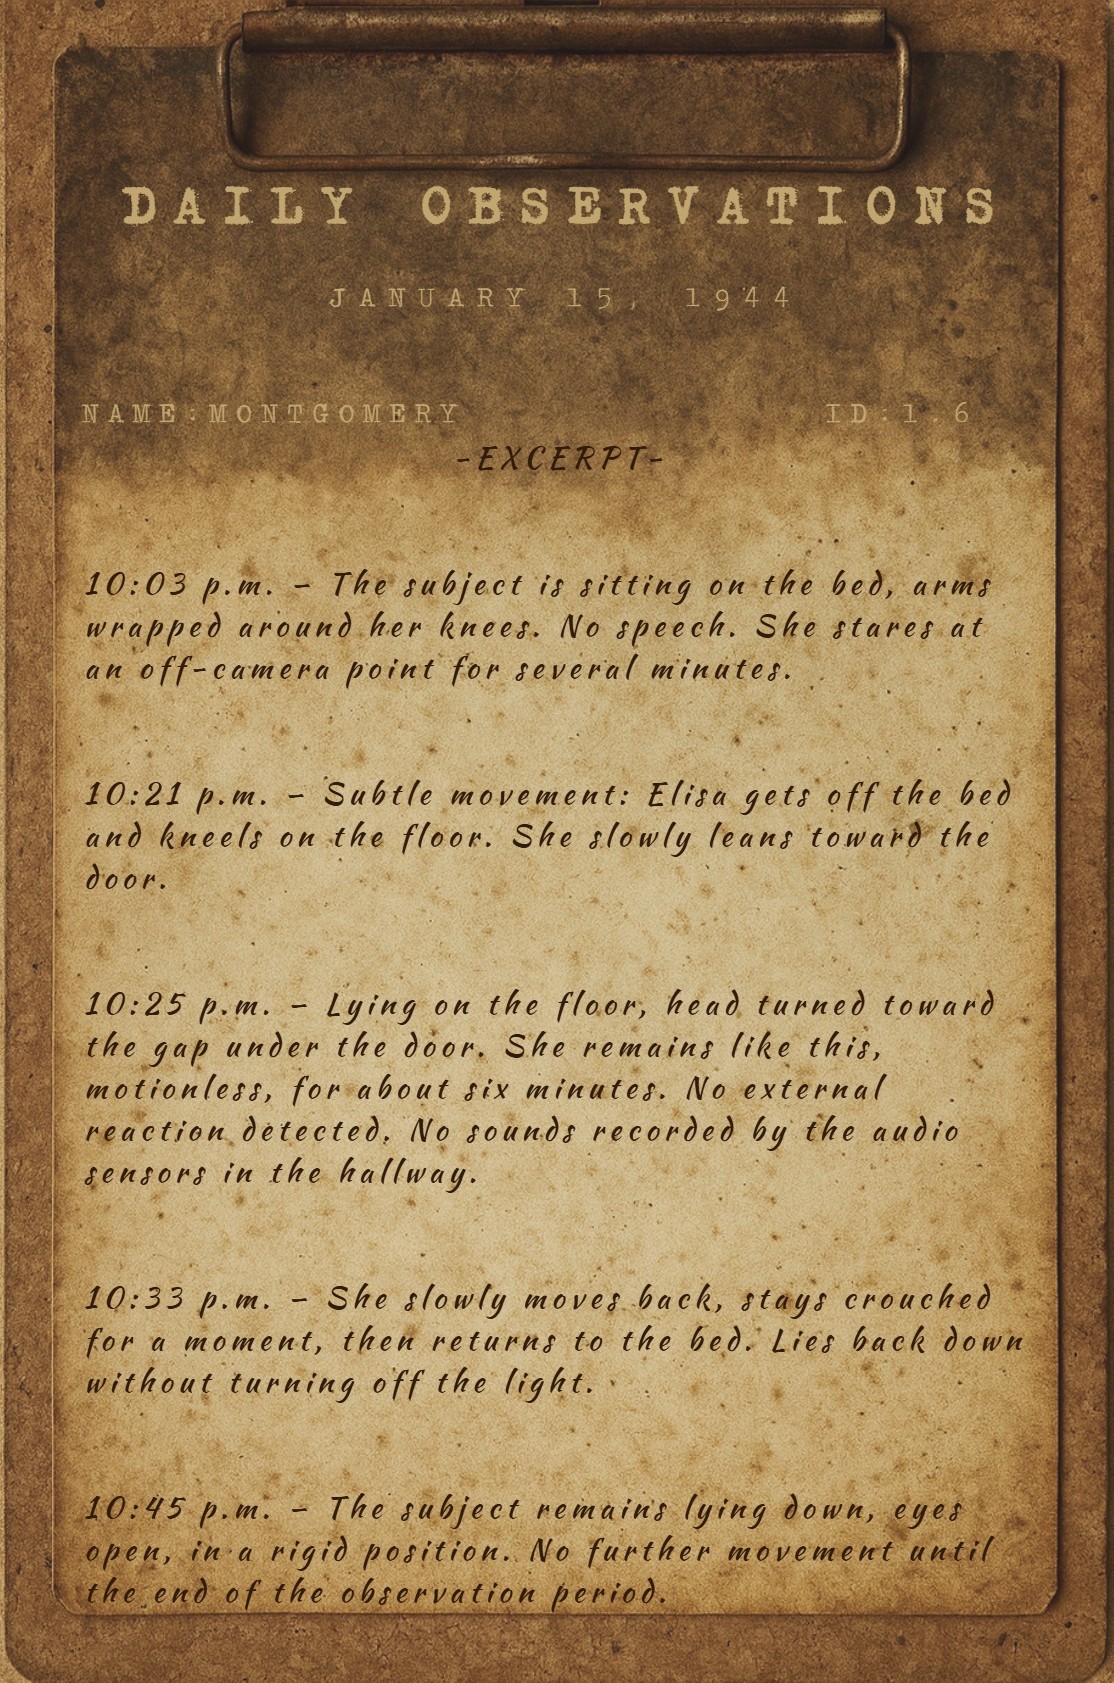 DAILY OBSERVATIONS
JANUARY 15, 1944
NAME:MONTGOMERY ID:1.6
-EXCERPT-
10:03 p.m. – The subject is sitting on the bed, arms
wrapped around her knees. No speech. She stares at
an off-camera point for several minutes.
10:21 p.m. – Subtle movement: Elisa gets off the bed
and kneels on the floor. She slowly leans toward the
door.
10:25 p.m. – Lying on the floor, head turned toward
the gap under the door. She remains like this,
motionless, for about six minutes. No external
reaction detected. No sounds recorded by the audio
sensors in the hallway.
10:33 p.m. – She slowly moves back, stays crouched
for a moment, then returns to the bed. Lies back down
without turning off the light.
10:45 p.m. – The subject remains lying down, eyes
open, in a rigid position. No further movement until
the end of the observation period.